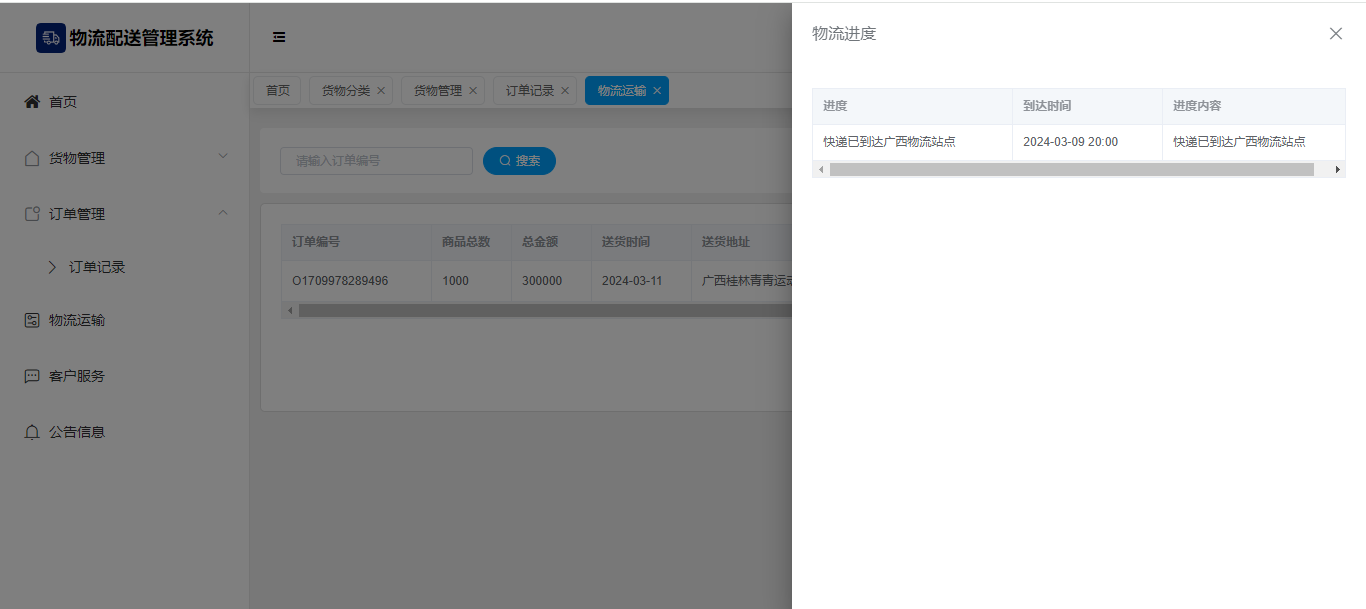 物流配送管理系统
首页
货物管理
订单管理
订单记录
物流运输
客户服务
公告信息
首页 货物分类 货物管理 订单记录 物流运输
请输入订单编号 搜索
订单编号 商品总数 总金额 送货时间 送货地址
O1709978289496 1000 300000 2024-03-11 广西桂林青青运动
物流进度
进度 到达时间 进度内容
快递已到达广西物流站点 2024-03-09 20:00 快递已到达广西物流站点